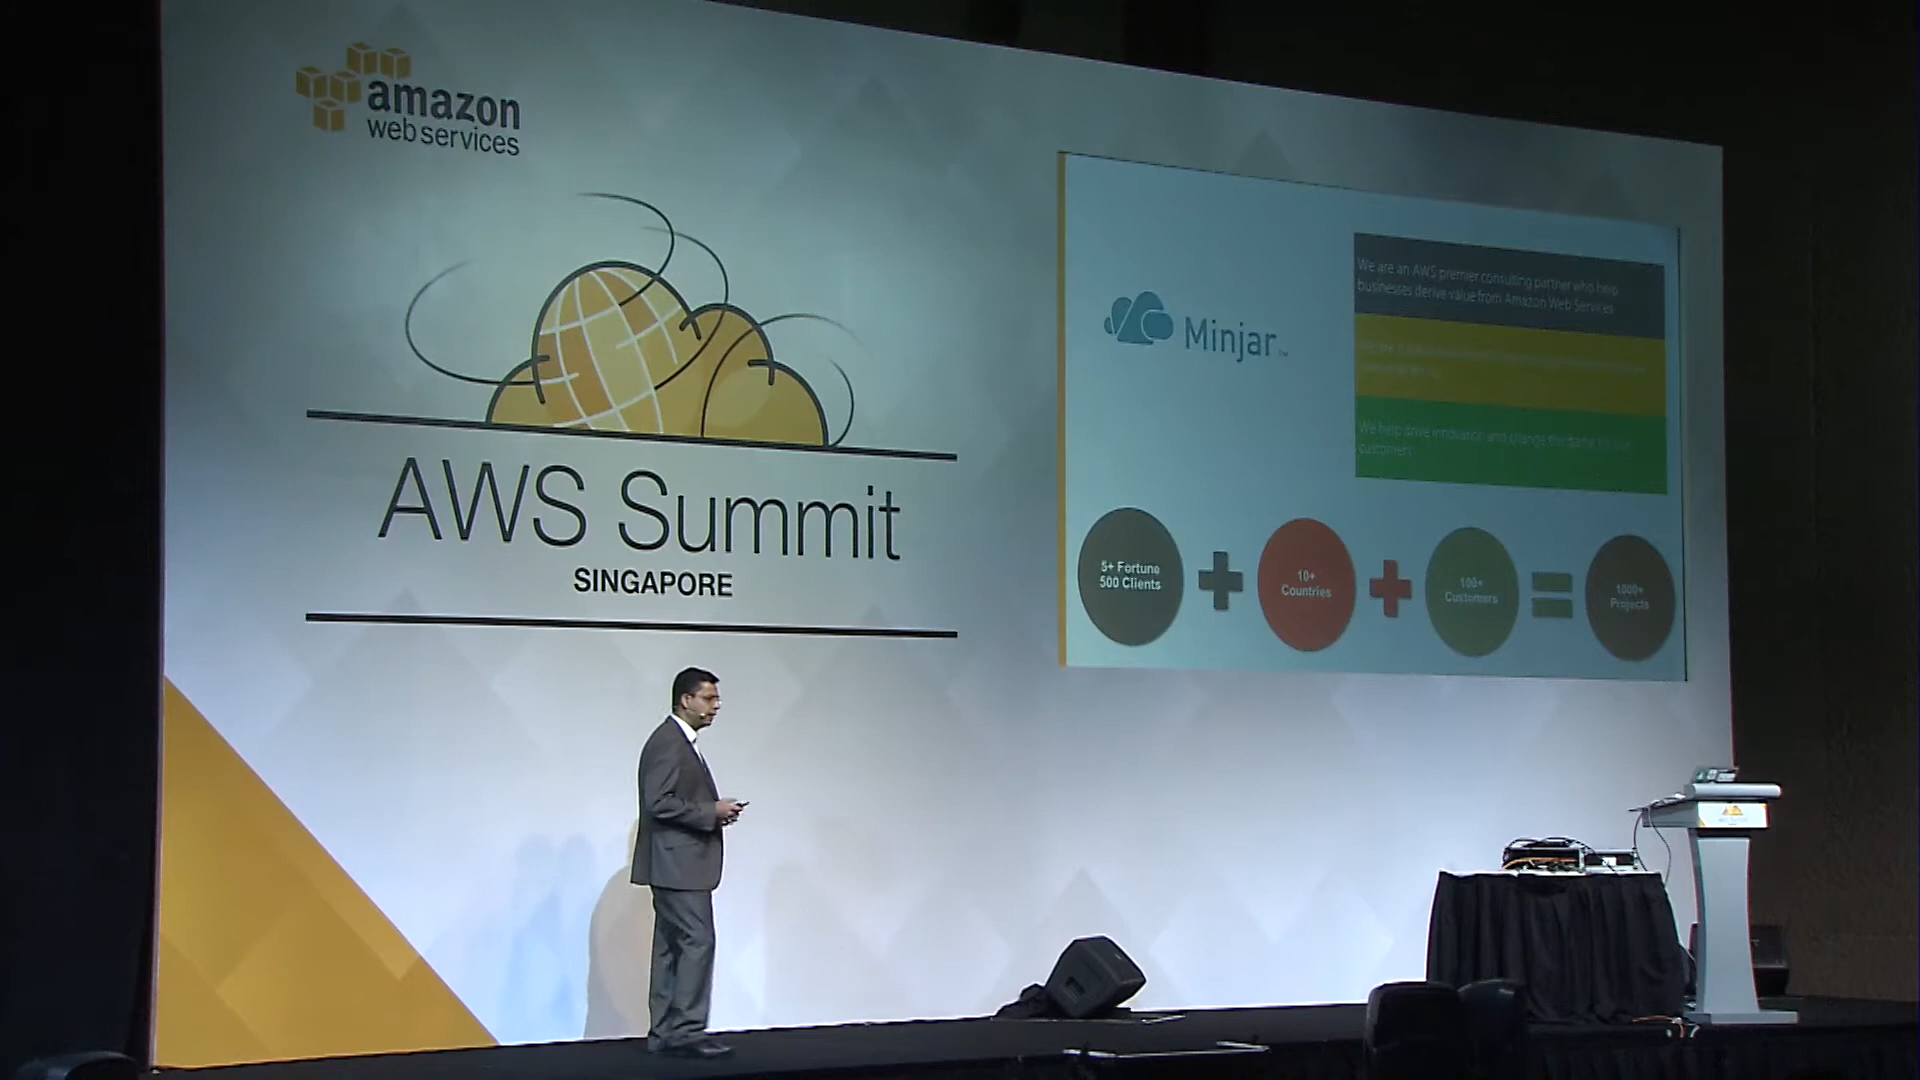 amazon
web services
AWS Summit
SINGAPORE
Minjar™
We are an AWS premier consulting partner who help
businesses derive value from Amazon Web Services
We help drive innovation and change the game for our
customers
5+ Fortune
500 Clients
10+
Countries
100+
Customers
1000+
Projects